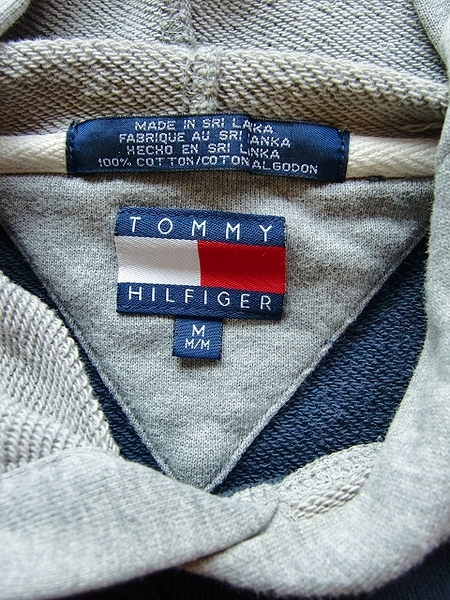 MADE IN SRI LANKA
FABRIQUE AU SRI LANKA
HECHO EN SRI LANKA
100% COTTON/COTON ALGODON
TOMMY
HILFIGER
M
M/M